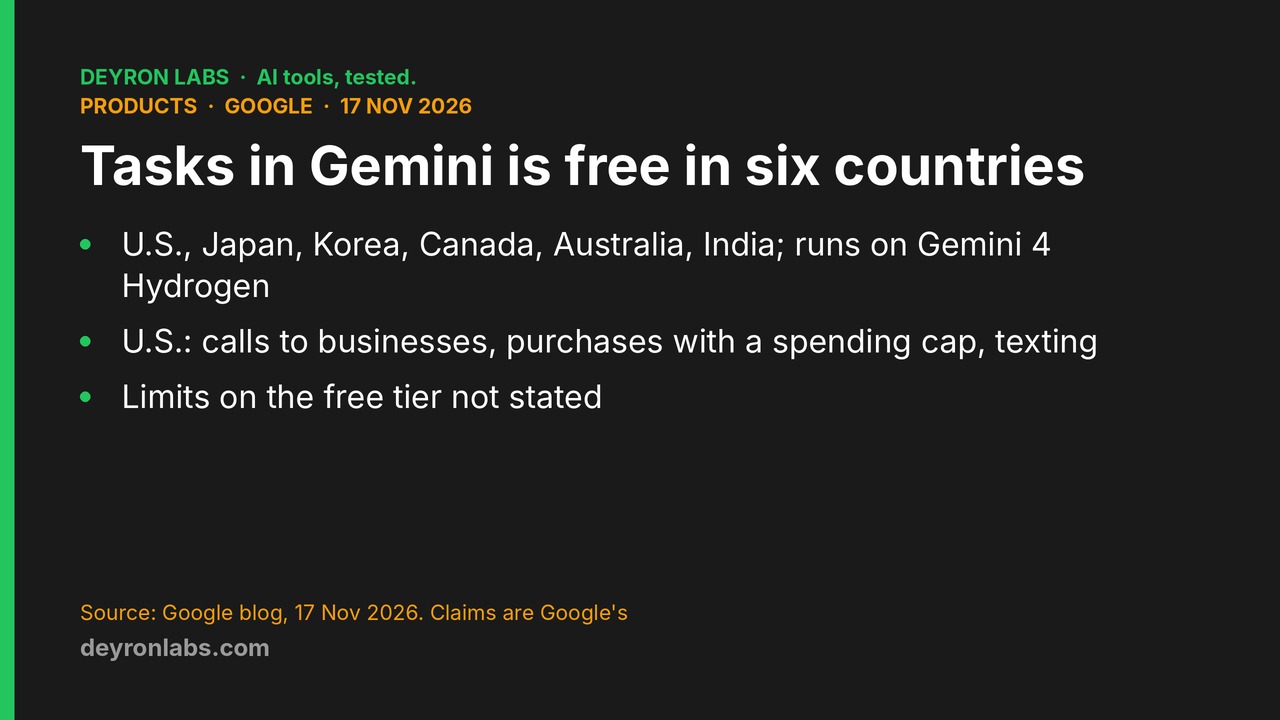 DEYRON LABS · AI tools, tested.
PRODUCTS · GOOGLE · 17 NOV 2026
Tasks in Gemini is free in six countries
• U.S., Japan, Korea, Canada, Australia, India; runs on Gemini 4
Hydrogen
• U.S.: calls to businesses, purchases with a spending cap, texting
• Limits on the free tier not stated
Source: Google blog, 17 Nov 2026. Claims are Google's
deyronlabs.com